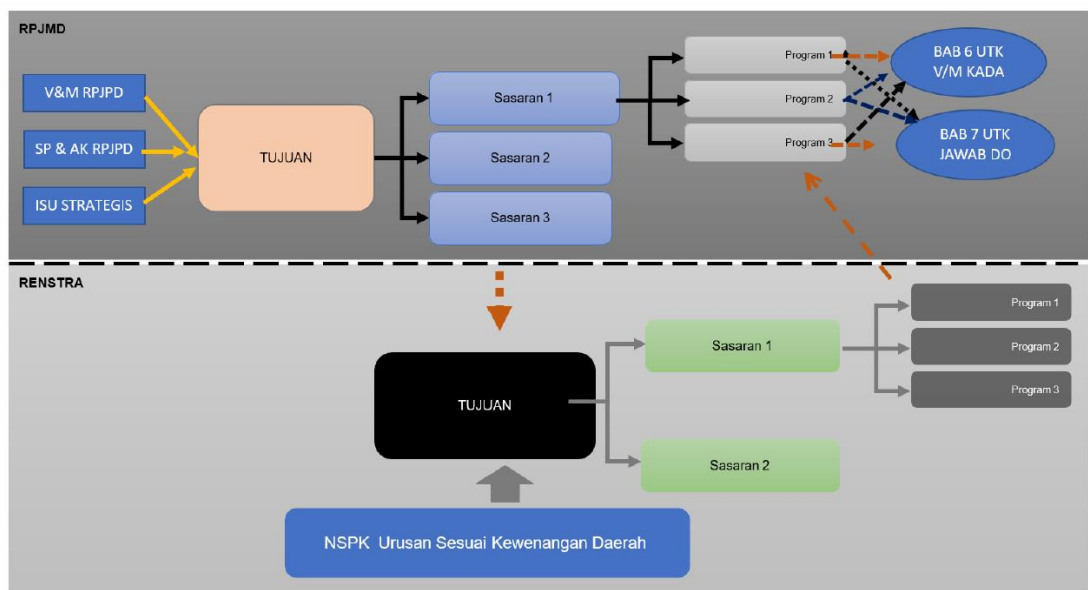 RPJMD
V&M RPJPD
SP & AK RPJPD
ISU STRATEGIS
TUJUAN
Sasaran 1
Sasaran 2
Sasaran 3
Program 1
Program 2
Program 3
BAB 6 UTK
V/M KADA
BAB 7 UTK
JAWAB DO
RENSTRA
TUJUAN
NSPK Urusan Sesuai Kewenangan Daerah
Sasaran 1
Sasaran 2
Program 1
Program 2
Program 3